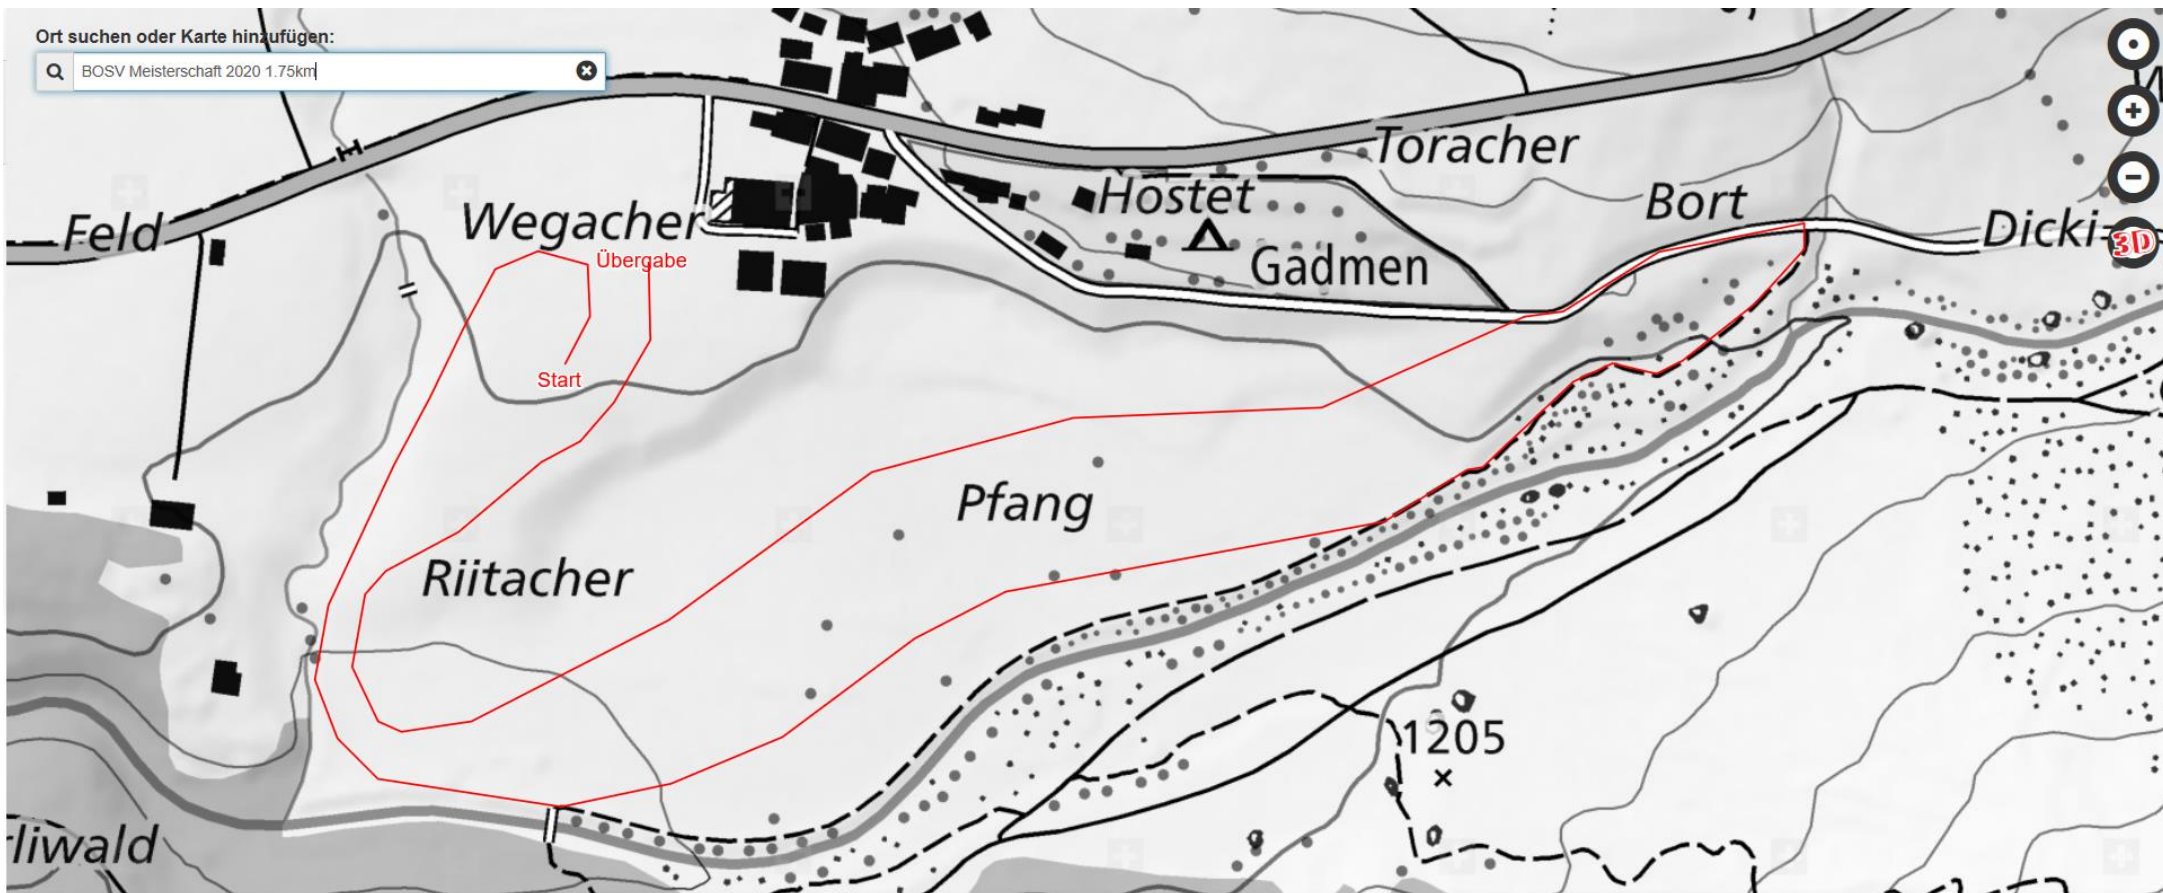 Ort suchen oder Karte hinzufügen:
BOSV Meisterschaft 2020 1.75km
Toracher
Hostet
Bort
Feld
Wegacher
Dicki
3D
Übergabe
Gadmen
Start
Pfang
Riitacher
1205
rliwald